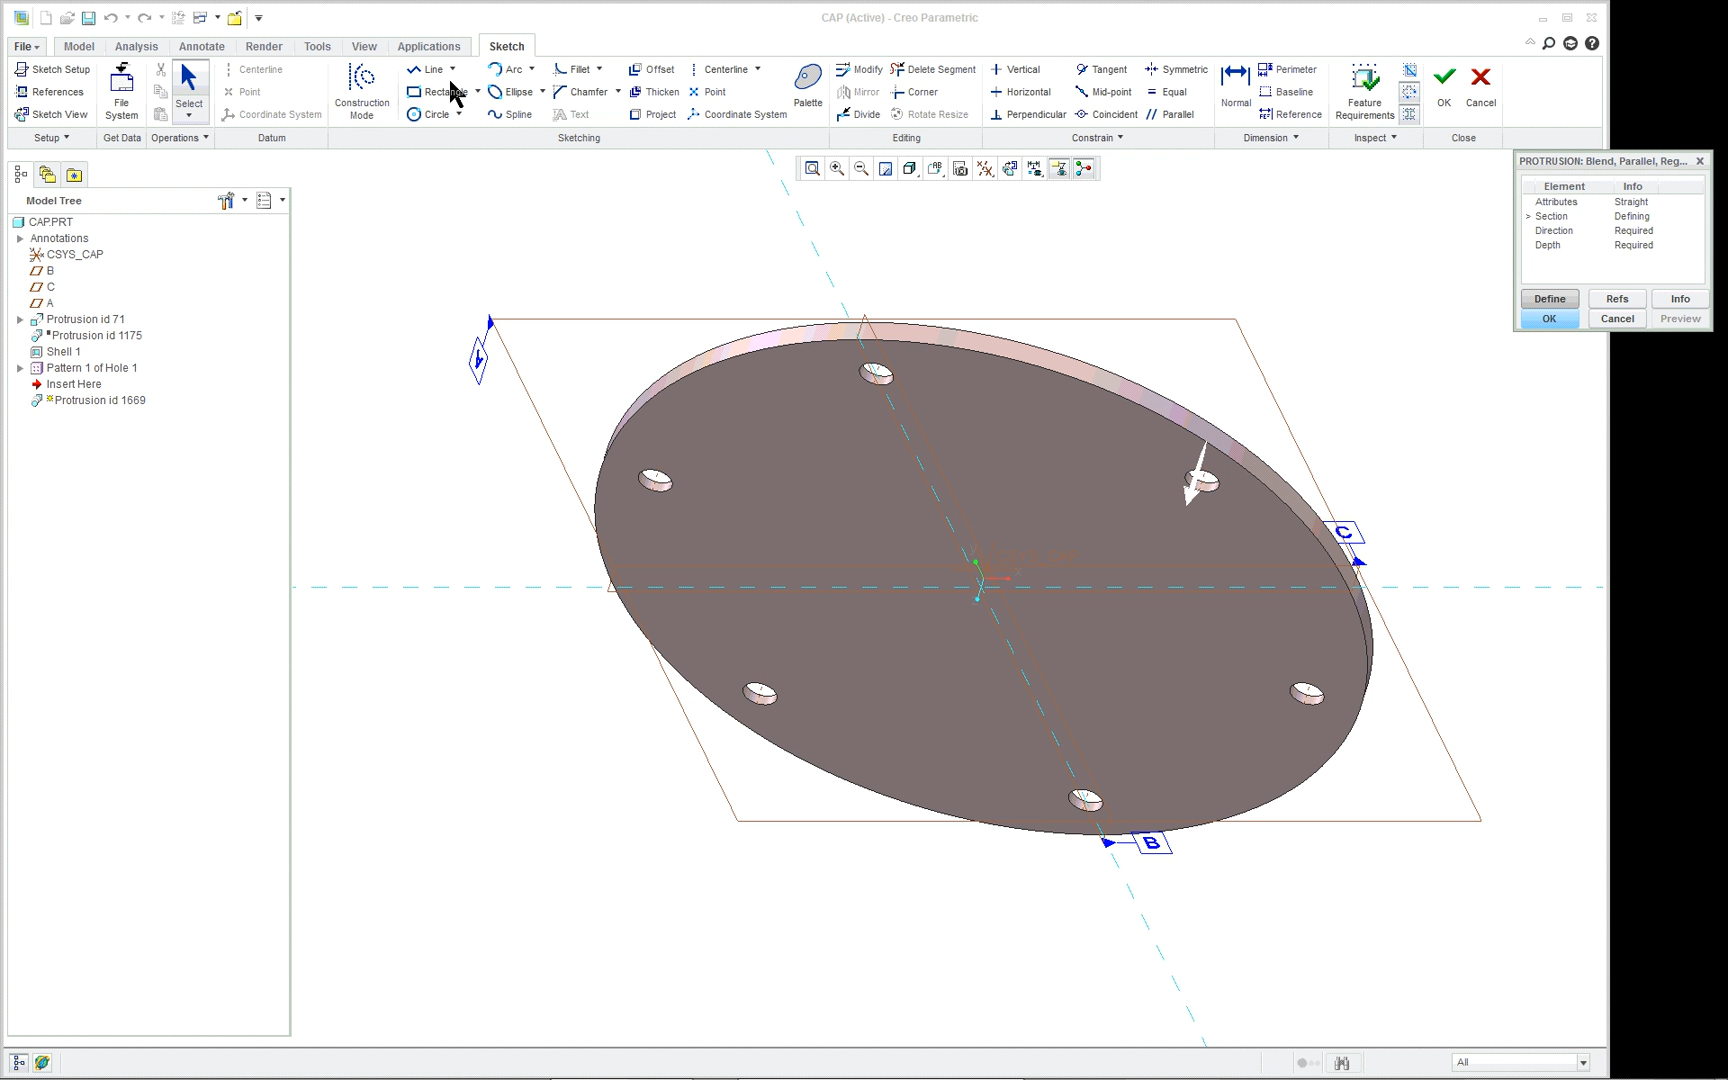 CAP (Active) - Creo Parametric
File Model Analysis Annotate Render Tools View Applications Sketch
Sketch Setup
References
Sketch View
Setup
File System
Get Data
Select
Operations
Centerline
Point
Coordinate System
Datum
Construction Mode
Line Arc Fillet Offset Centerline
Rectangle Ellipse Chamfer Thicken Point
Circle Spline Text Project Coordinate System
Palette
Sketching
Modify Delete Segment
Mirror Corner
Divide Rotate Resize
Editing
Vertical Tangent Symmetric
Horizontal Mid-point Equal
Perpendicular Coincident Parallel
Constrain
Normal
Perimeter
Baseline
Reference
Dimension
Feature Requirements
Inspect
OK
Cancel
Close
Model Tree
CAP.PRT
Annotations
CSYS_CAP
B
C
A
Protrusion id 71
Protrusion id 1175
Shell 1
Pattern 1 of Hole 1
Insert Here
Protrusion id 1669
PROTRUSION: Blend, Parallel, Reg...
Element Info
Attributes Straight
> Section Defining
Direction Required
Depth Required
Define Refs Info
OK Cancel Preview
C
B
All